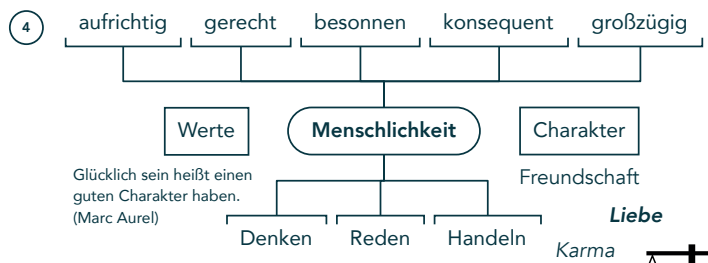 4 aufrichtig gerecht besonnen konsequent großzügig
Werte Menschlichkeit Charakter
Glücklich sein heißt einen
guten Charakter haben.
(Marc Aurel)
Freundschaft
Liebe
Denken Reden Handeln
Karma